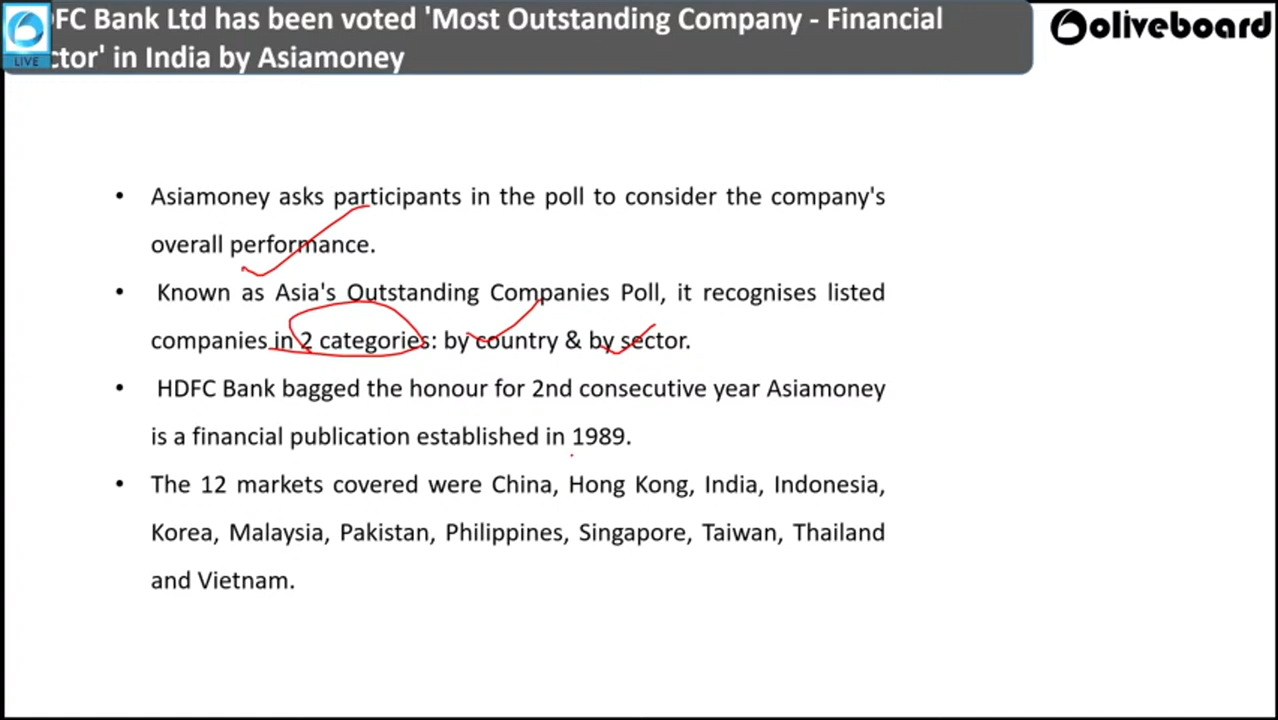 FC Bank Ltd has been voted 'Most Outstanding Company - Financial
ctor' in India by Asiamoney
LIVE
oliveboard
• Asiamoney asks participants in the poll to consider the company's
overall performance.
• Known as Asia's Outstanding Companies Poll, it recognises listed
companies in 2 categories: by country & by sector.
• HDFC Bank bagged the honour for 2nd consecutive year Asiamoney
is a financial publication established in 1989.
• The 12 markets covered were China, Hong Kong, India, Indonesia,
Korea, Malaysia, Pakistan, Philippines, Singapore, Taiwan, Thailand
and Vietnam.